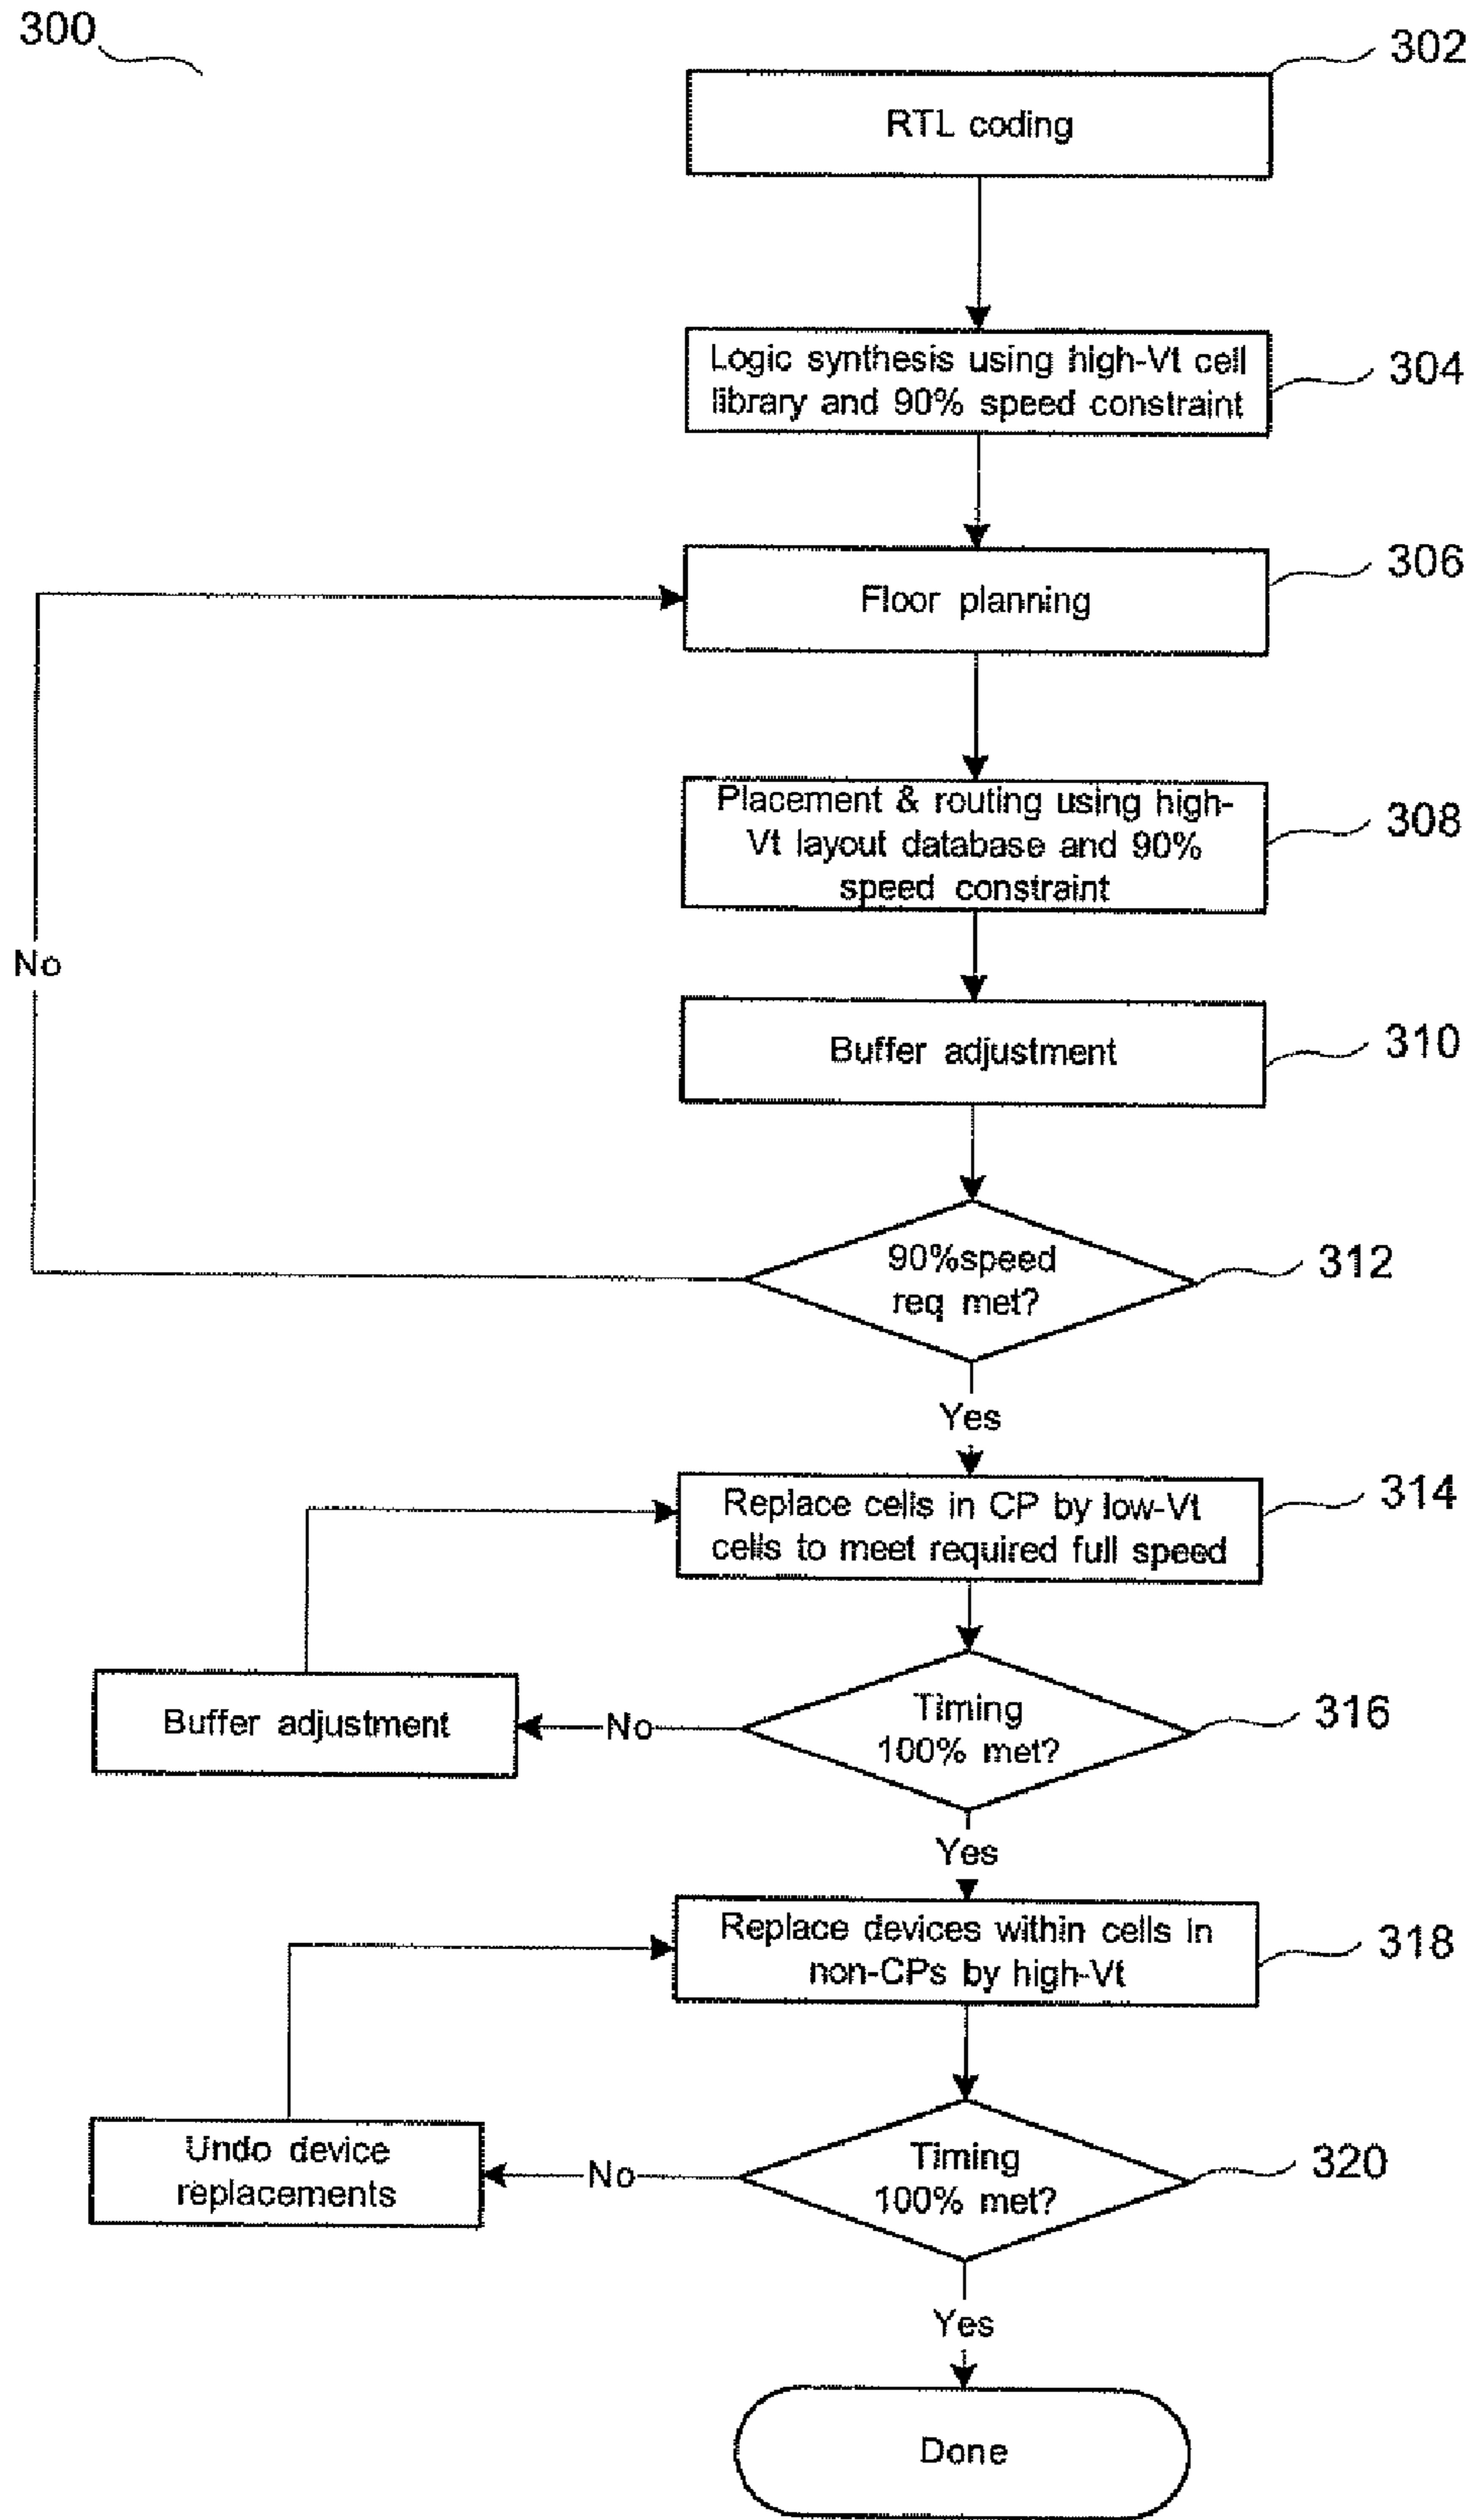 300
302
RTL coding
Logic synthesis using high-Vt cell
library and 90% speed constraint
304
306
Floor planning
Placement & routing using high-
Vt layout database and 90%
speed constraint
308
No
Buffer adjustment
310
90%speed
req met?
312
Yes
Replace cells in CP by low-Vt
cells to meet required full speed
314
Buffer adjustment
No
Timing
100% met?
316
Yes
Replace devices within cells in
non-CPs by high-Vt
318
Undo device
replacements
No
Timing
100% met?
320
Yes
Done